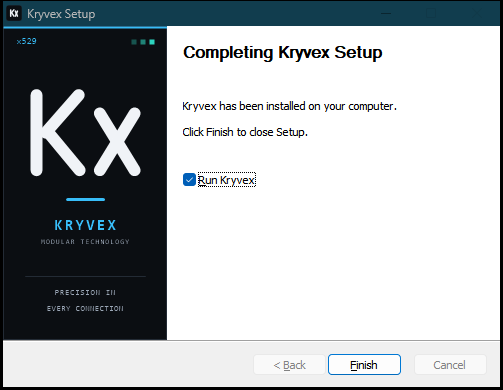 Kx Kryvex Setup
x529
Kx
KRYVEX
MODULAR TECHNOLOGY
PRECISION IN
EVERY CONNECTION
Completing Kryvex Setup
Kryvex has been installed on your computer.
Click Finish to close Setup.
Run Kryvex
< Back
Finish
Cancel